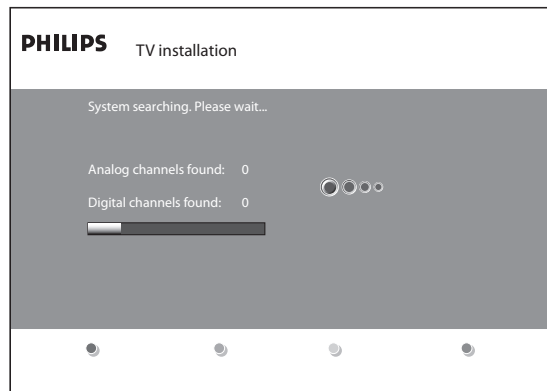 PHILIPS TV installation
System searching. Please wait...
Analog channels found: 0
Digital channels found: 0